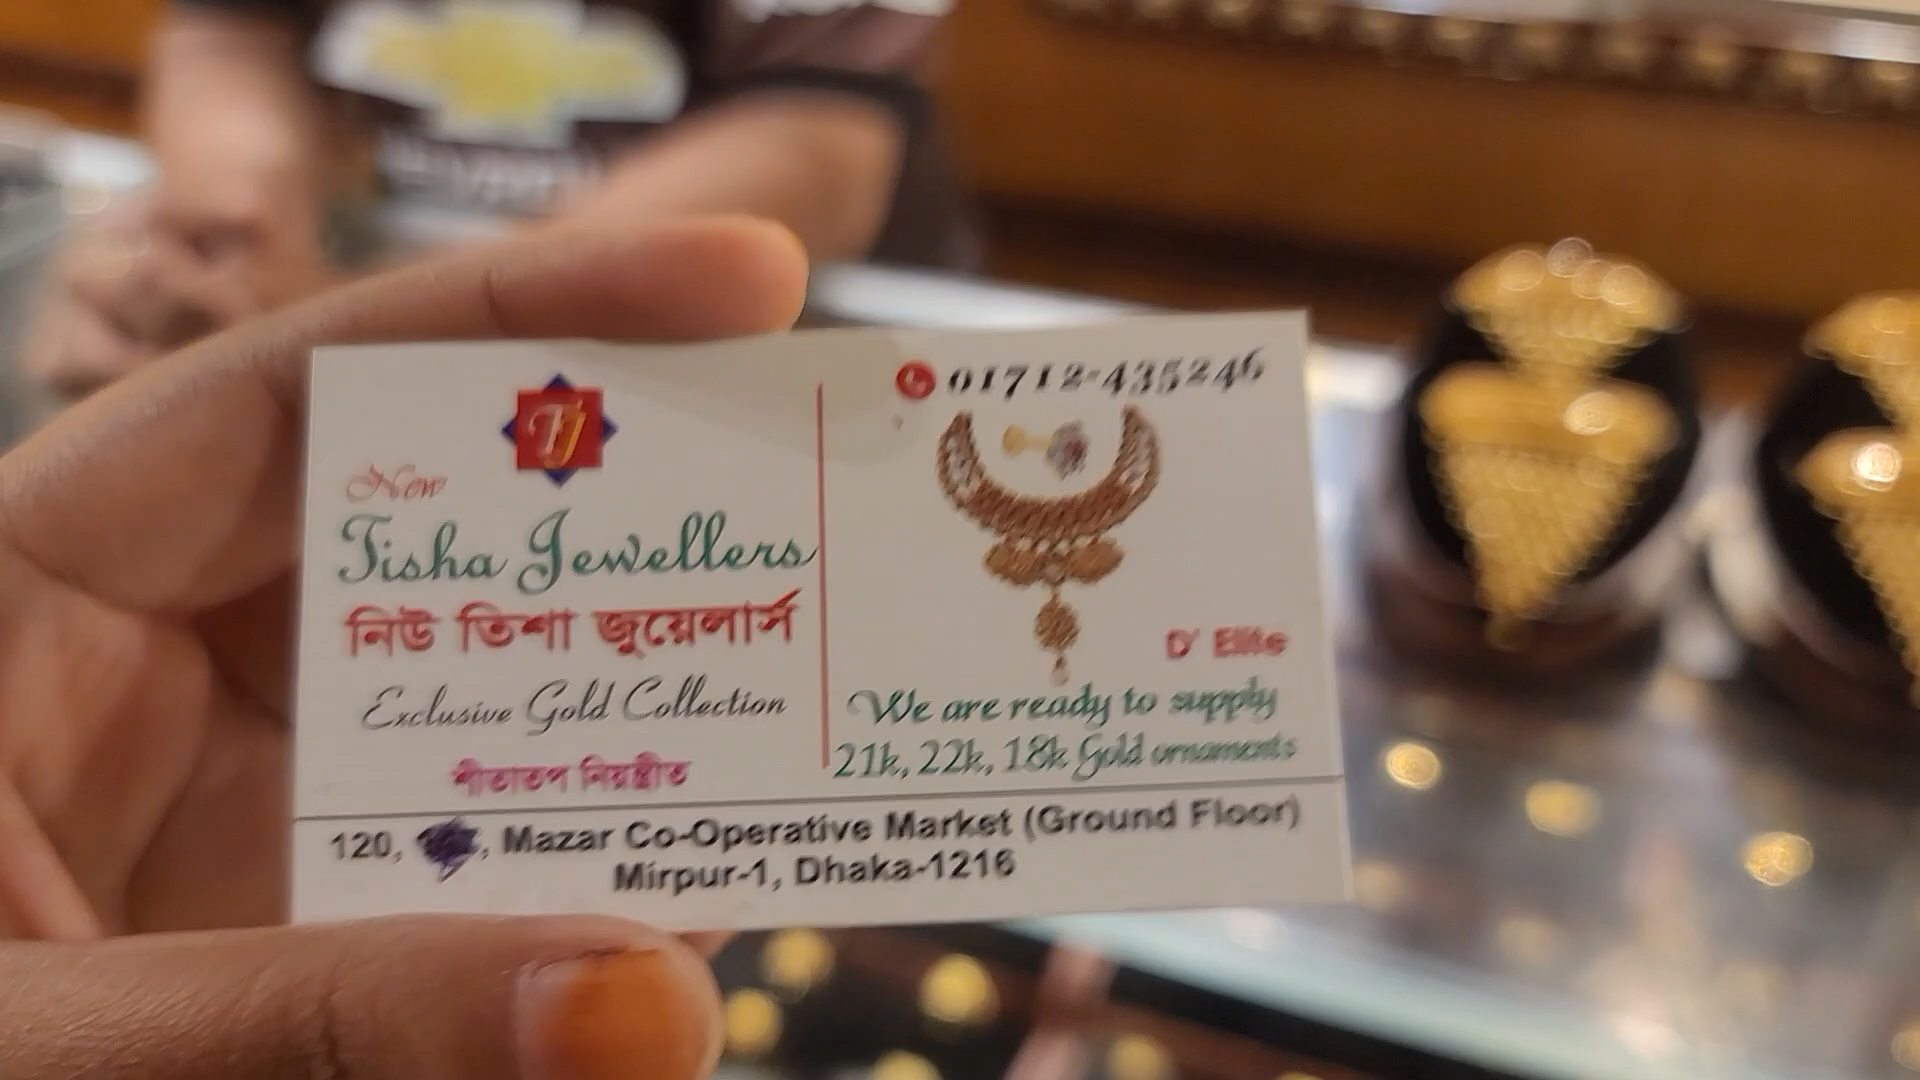 TJ
New
Tisha Jewellers
নিউ তিশা জুয়েলার্স
Exclusive Gold Collection
শীতাতপ নিয়ন্ত্রীত
01712-435246
D' Elite
We are ready to supply
21k, 22k, 18k Gold ornaments
120, , Mazar Co-Operative Market (Ground Floor)
Mirpur-1, Dhaka-1216